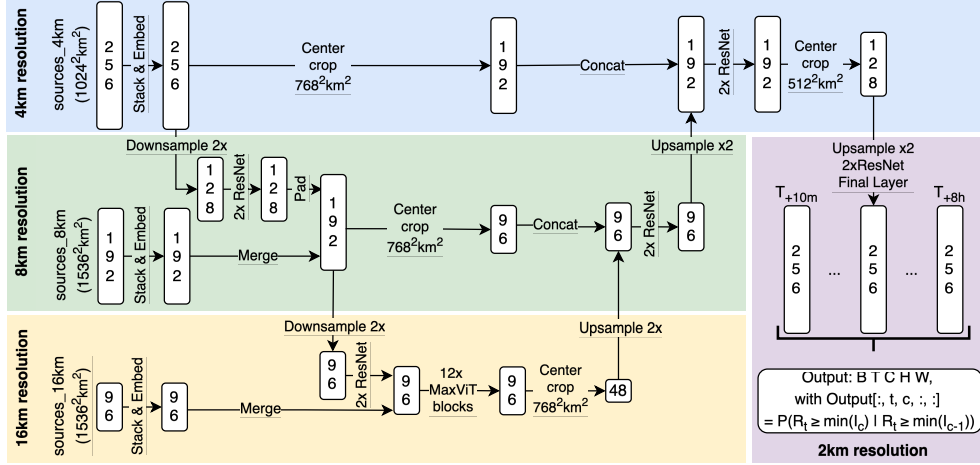 4km resolution
sources_4km
(1024²km²)
256
Stack & Embed
256
Center
crop
768²km²
192
Concat
192
2x ResNet
192
Center
crop
512²km²
128
Downsample 2x
Upsample x2
8km resolution
128
2x ResNet
128
Pad
192
sources_8km
(1536²km²)
192
Stack & Embed
192
Merge
Center
crop
768²km²
96
Concat
96
2x ResNet
96
Downsample 2x
Upsample 2x
16km resolution
96
2x ResNet
sources_16km
(1536²km²)
96
Stack & Embed
96
Merge
96
12x
MaxViT
blocks
96
Center
crop
768²km²
48
Upsample x2
2xResNet
Final Layer
T+10m
T+8h
256
...
256
...
256
Output: B T C H W,
with Output[:, t, c, :, :]
= P(Rt ≥ min(Ic) | Rt ≥ min(Ic-1))
2km resolution